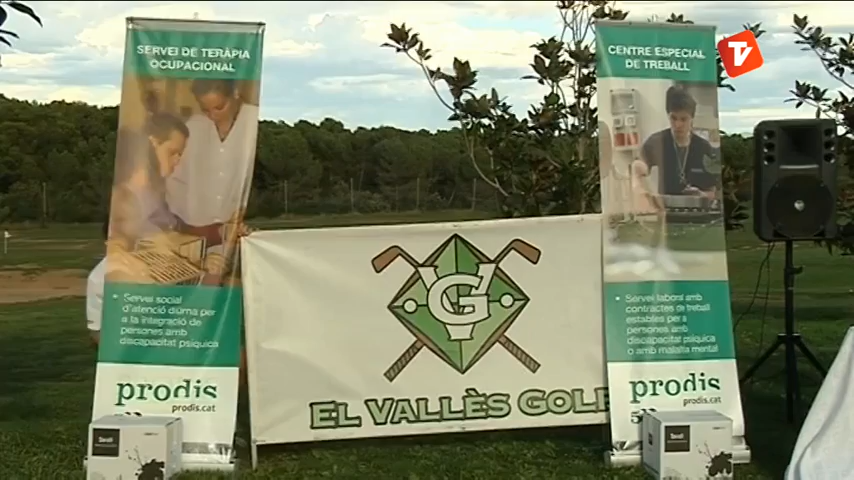 SERVEI DE TERÀPIA
OCUPACIONAL
Servei social
d'atenció diürna per
a la integració de
persones amb
discapacitat psíquica
prodis
prodis.cat
VG
EL VALLÈS GOLF
CENTRE ESPECIAL
DE TREBALL
Servei laboral amb
contractes de treball
estables per a
persones amb
discapacitat psíquica
o amb malaltia mental
prodis
prodis.cat
TV